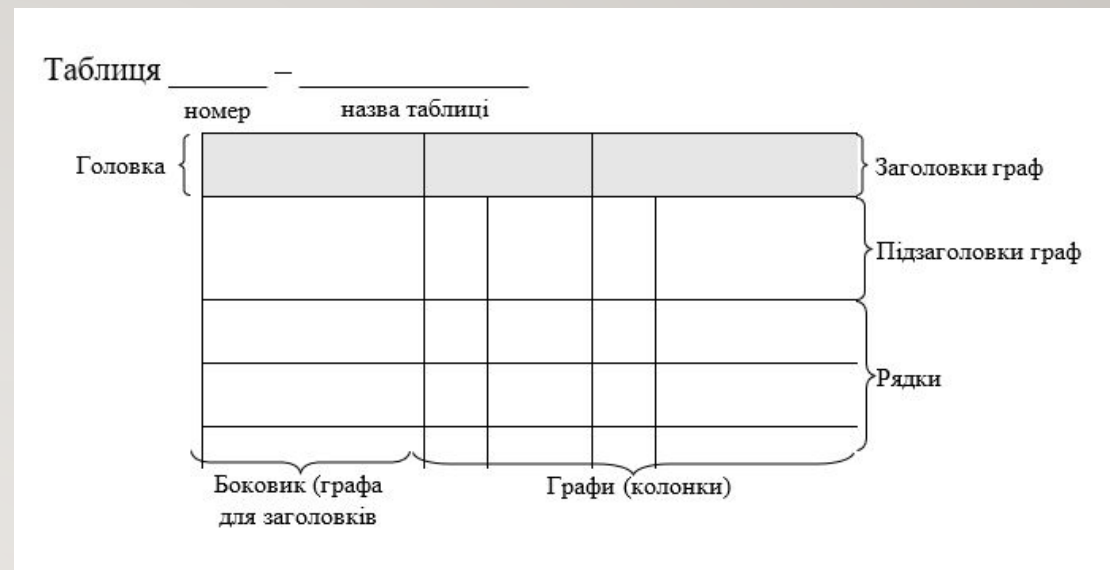 Таблиця ______ – ______________
номер назва таблиці
Головка
Заголовки граф
Підзаголовки граф
Рядки
Боковик (графа
для заголовків
Графи (колонки)